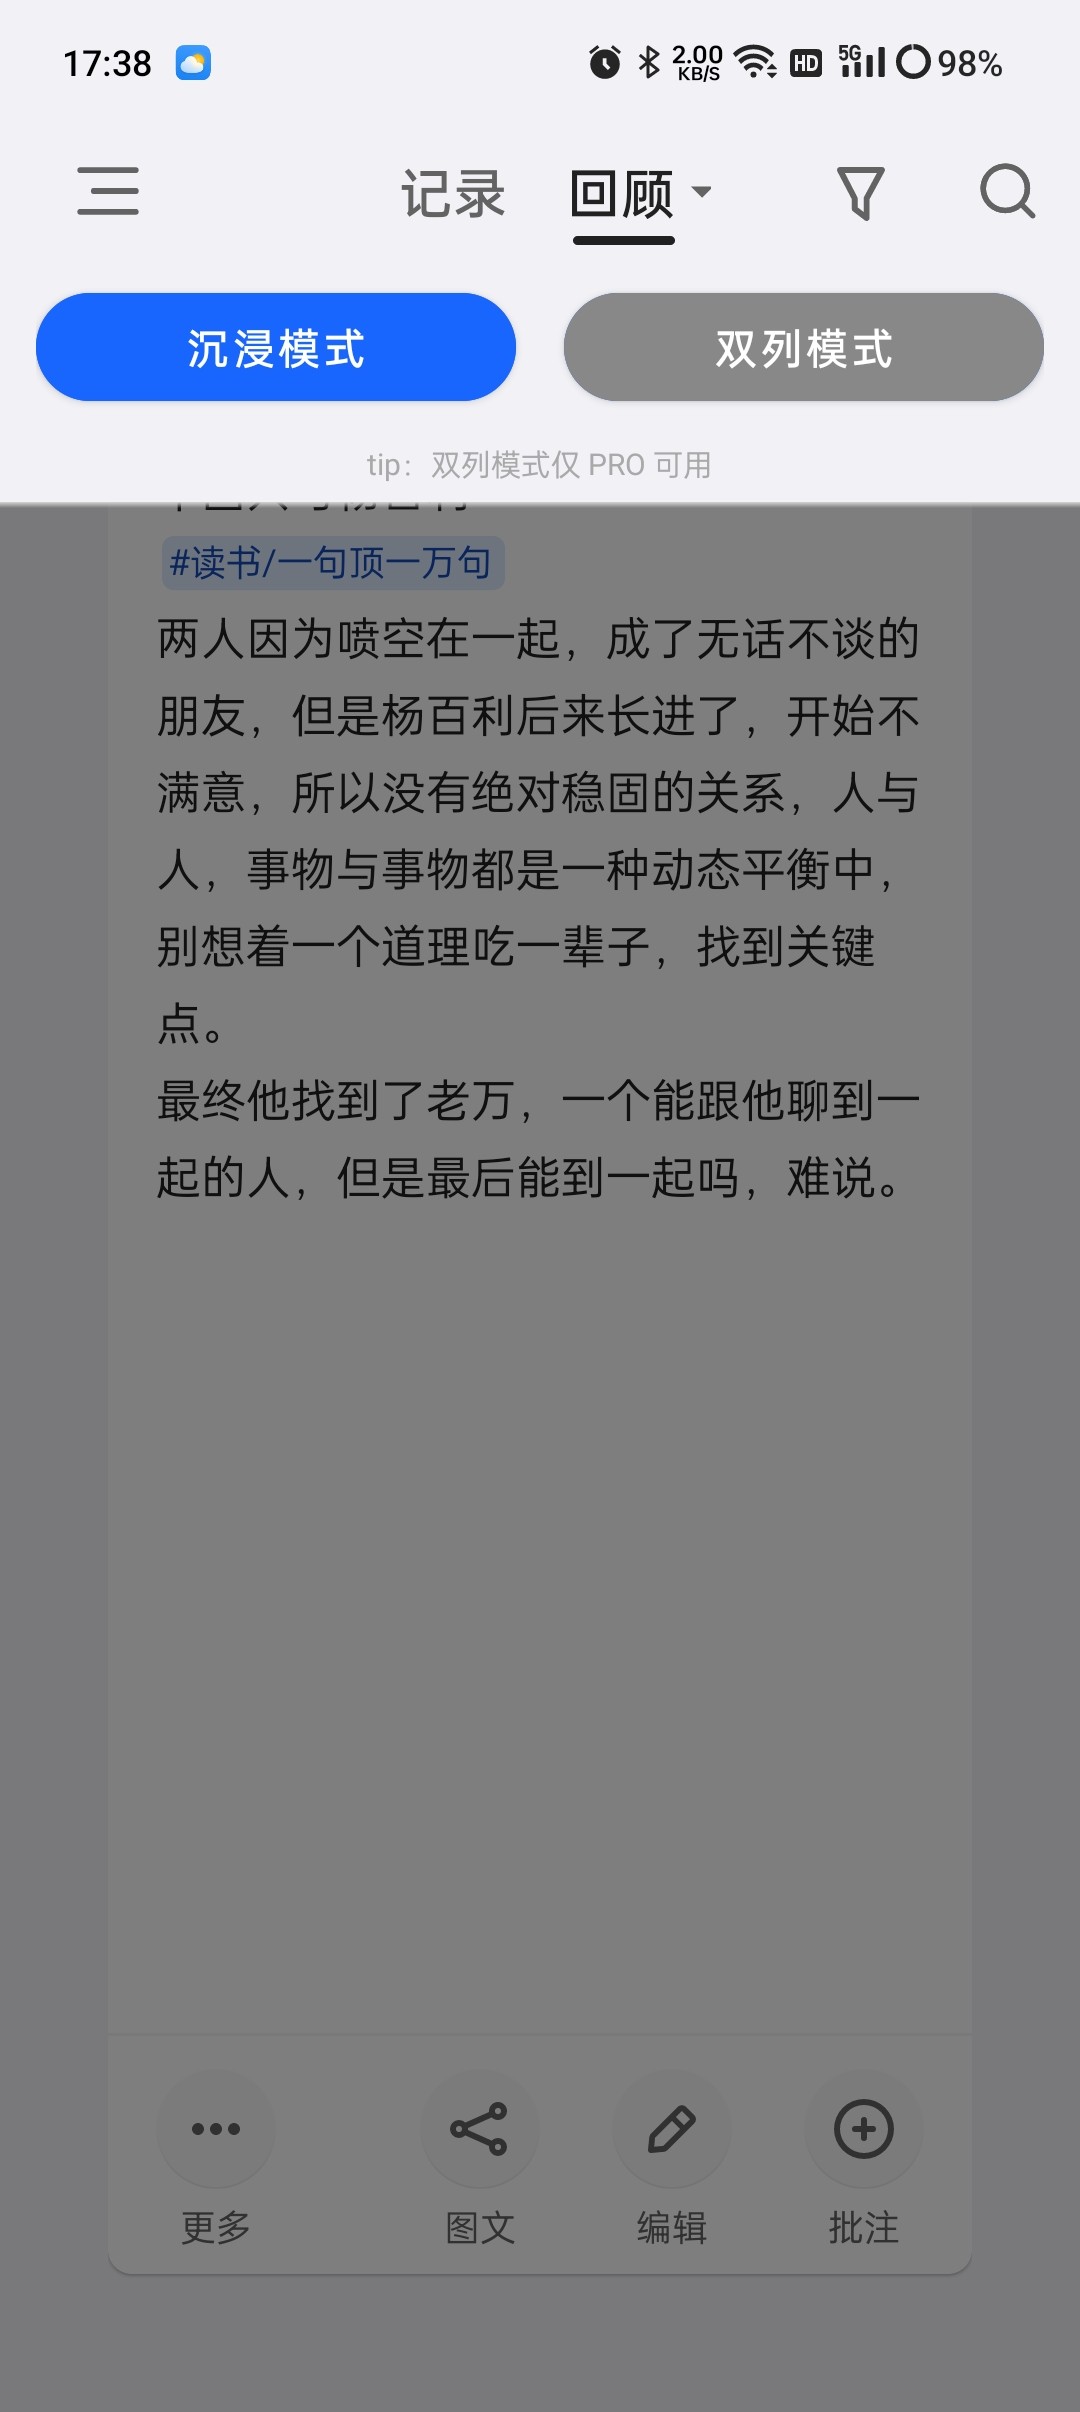 17:38
2.00
KB/S
HD
5G
98%
记录
回顾
沉浸模式
双列模式
tip：双列模式仅 PRO 可用
#读书/一句顶一万句
两人因为喷空在一起，成了无话不谈的
朋友，但是杨百利后来长进了，开始不
满意，所以没有绝对稳固的关系，人与
人，事物与事物都是一种动态平衡中，
别想着一个道理吃一辈子，找到关键
点。
最终他找到了老万，一个能跟他聊到一
起的人，但是最后能到一起吗，难说。
更多
图文
编辑
批注